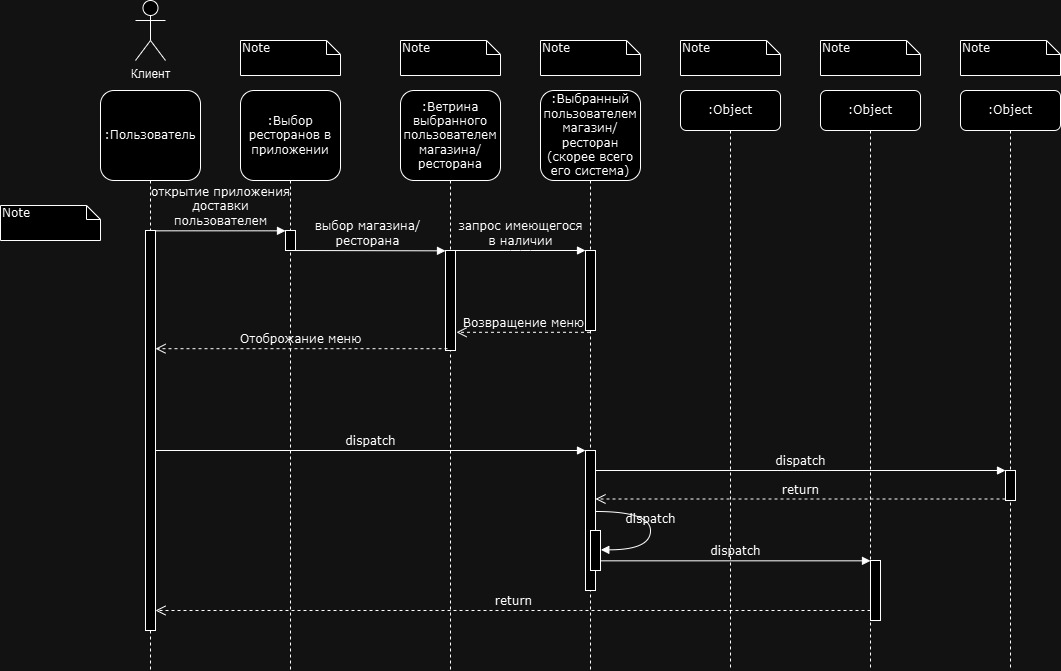 Клиент
Note
Note
Note
Note
Note
Note
:Пользователь
:Выбор
ресторанов в
приложении
:Ветрина
выбранного
пользователем
магазина/
ресторана
:Выбранный
пользователем
магазин/
ресторан
(скорее всего
его система)
:Object
:Object
:Object
Note
открытие приложения
доставки
пользователем
выбор магазина/
ресторана
запрос имеющегося
в наличии
Возвращение меню
Отоброжание меню
dispatch
dispatch
return
dispatch
dispatch
return